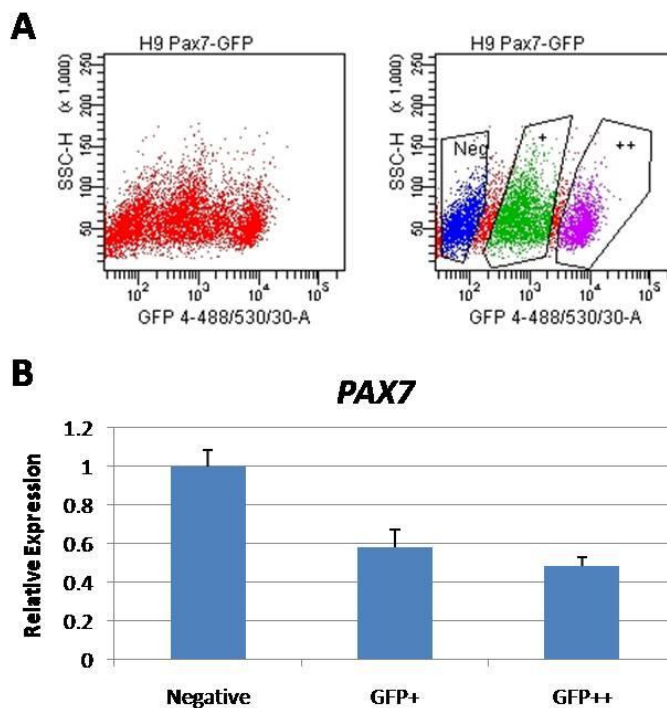 A
H9 Pax7-GFP
SSC-H (x 1,000)
250
200
150
100
50
10² 10³ 10⁴ 10⁵
GFP 4-488/530/30-A
H9 Pax7-GFP
SSC-H (x 1,000)
250
200
150
100
50
Neg + ++
10² 10³ 10⁴ 10⁵
GFP 4-488/530/30-A
B
PAX7
Relative Expression
1.2
1
0.8
0.6
0.4
0.2
0
Negative GFP+ GFP++